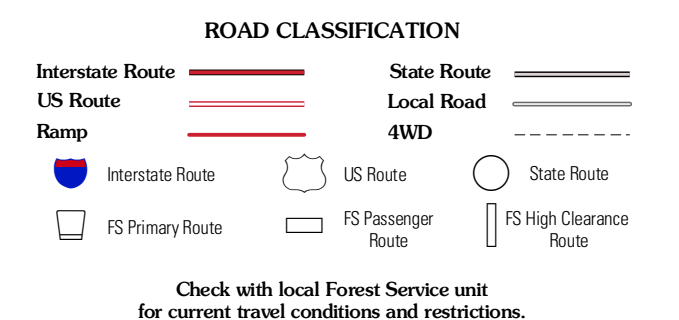 ROAD CLASSIFICATION
Interstate Route
State Route
US Route
Local Road
Ramp
4WD
Interstate Route
US Route
State Route
FS Primary Route
FS Passenger
Route
FS High Clearance
Route
Check with local Forest Service unit
for current travel conditions and restrictions.